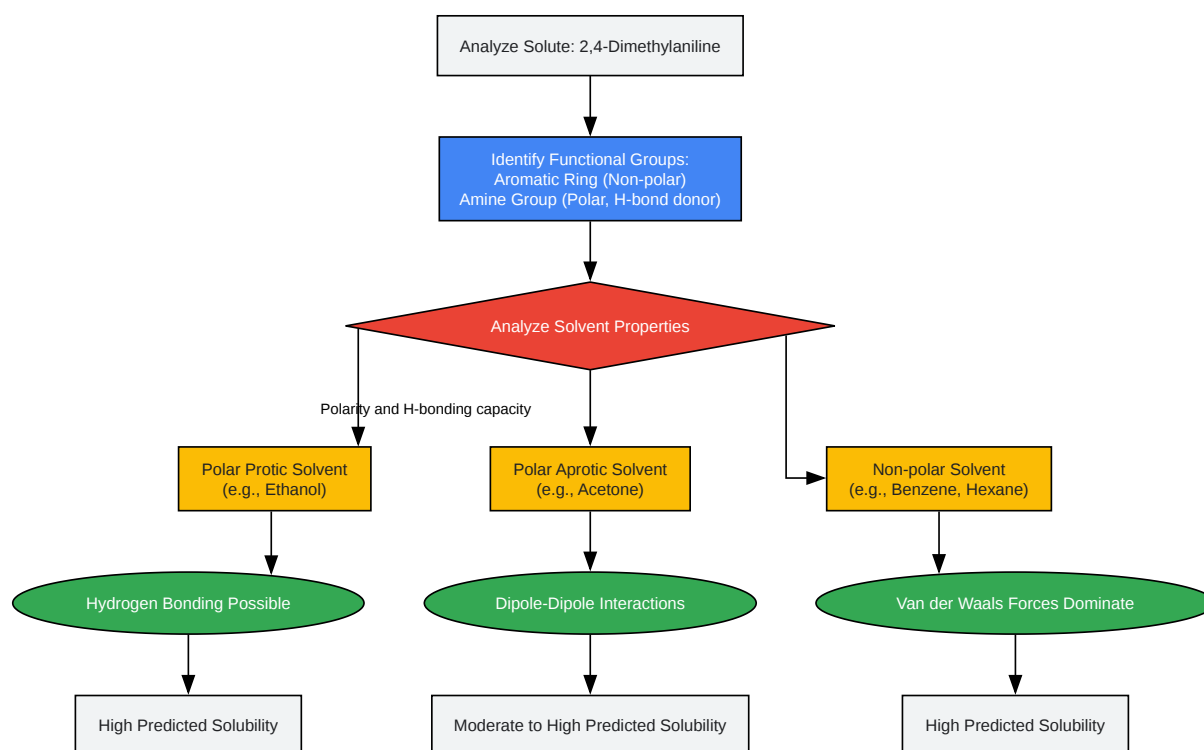 Analyze Solute: 2,4-Dimethylaniline
Identify Functional Groups:
Aromatic Ring (Non-polar)
Amine Group (Polar, H-bond donor)
Analyze Solvent Properties
Polarity and H-bonding capacity
Polar Protic Solvent
(e.g., Ethanol)
Polar Aprotic Solvent
(e.g., Acetone)
Non-polar Solvent
(e.g., Benzene, Hexane)
Hydrogen Bonding Possible
Dipole-Dipole Interactions
Van der Waals Forces Dominate
High Predicted Solubility
Moderate to High Predicted Solubility
High Predicted Solubility